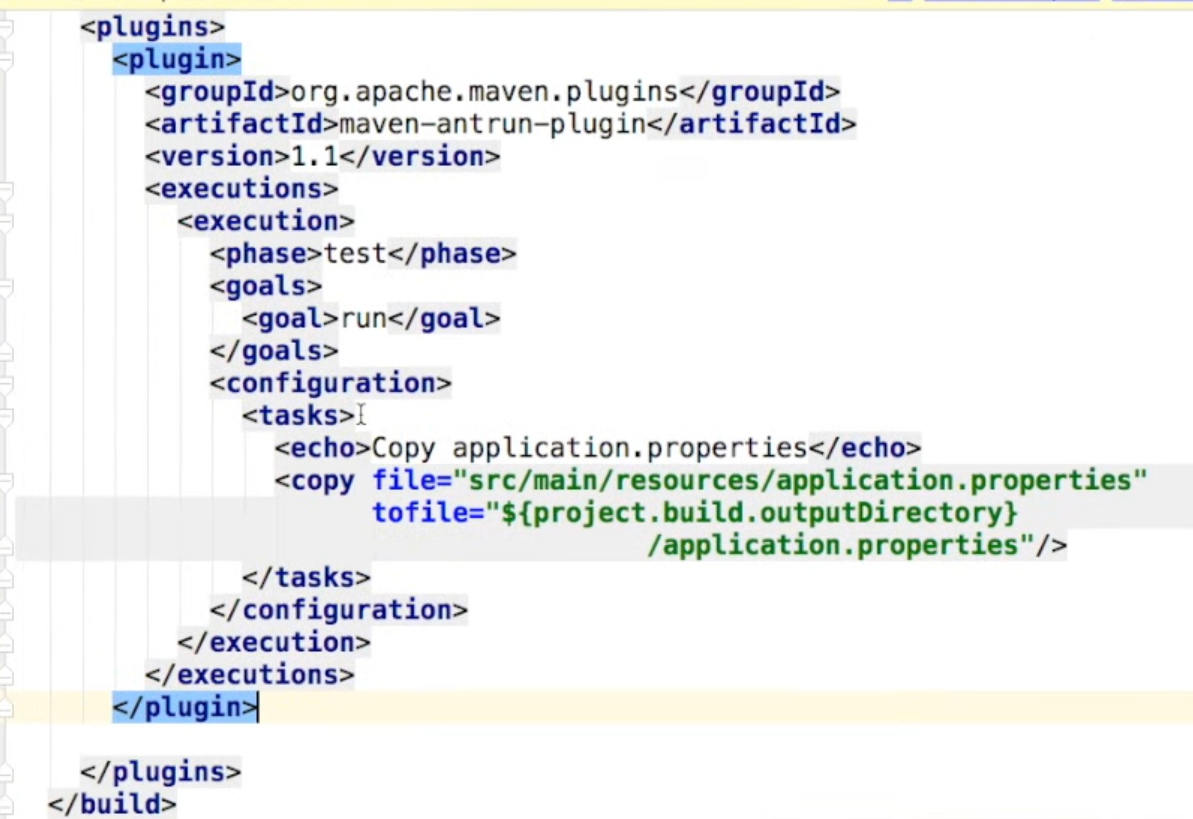 <plugins>
<plugin>
<groupId>org.apache.maven.plugins</groupId>
<artifactId>maven-antrun-plugin</artifactId>
<version>1.1</version>
<executions>
<execution>
<phase>test</phase>
<goals>
<goal>run</goal>
</goals>
<configuration>
<tasks>
<echo>Copy application.properties</echo>
<copy file="src/main/resources/application.properties"
tofile="${project.build.outputDirectory}
/application.properties"/>
</tasks>
</configuration>
</execution>
</executions>
</plugin>
</plugins>
</build>